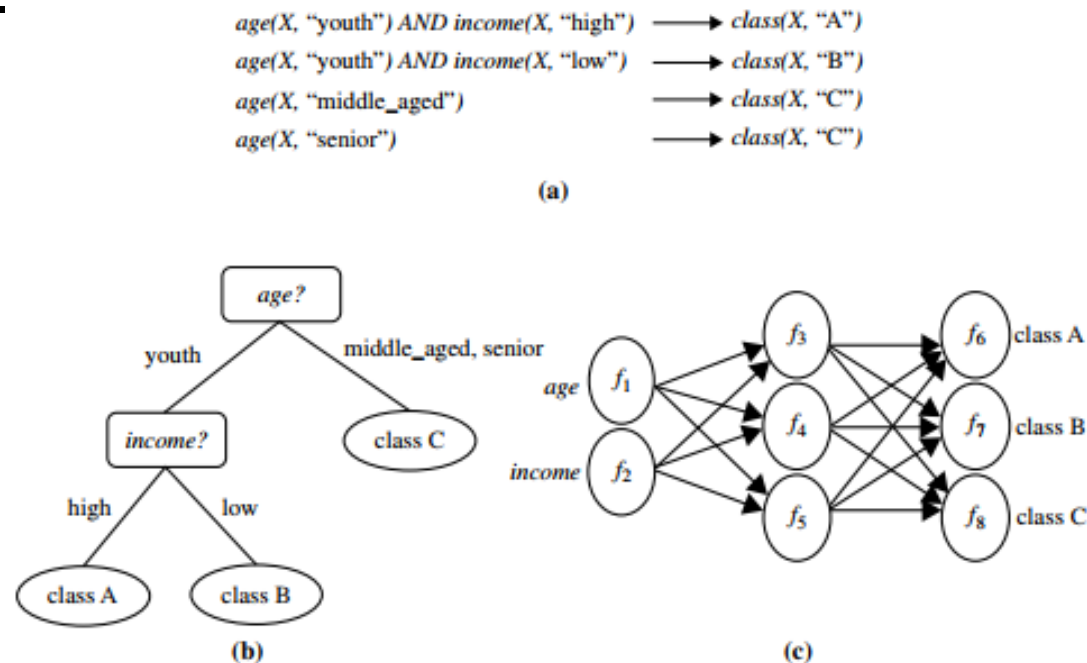 age(X, “youth”) AND income(X, “high”) → class(X, “A”)
age(X, “youth”) AND income(X, “low”) → class(X, “B”)
age(X, “middle_aged”) → class(X, “C”)
age(X, “senior”) → class(X, “C”)
(a)
age?
youth
middle_aged, senior
income?
class C
high
low
class A
class B
(b)
age
f1
income
f2
f3
f4
f5
f6 class A
f7 class B
f8 class C
(c)